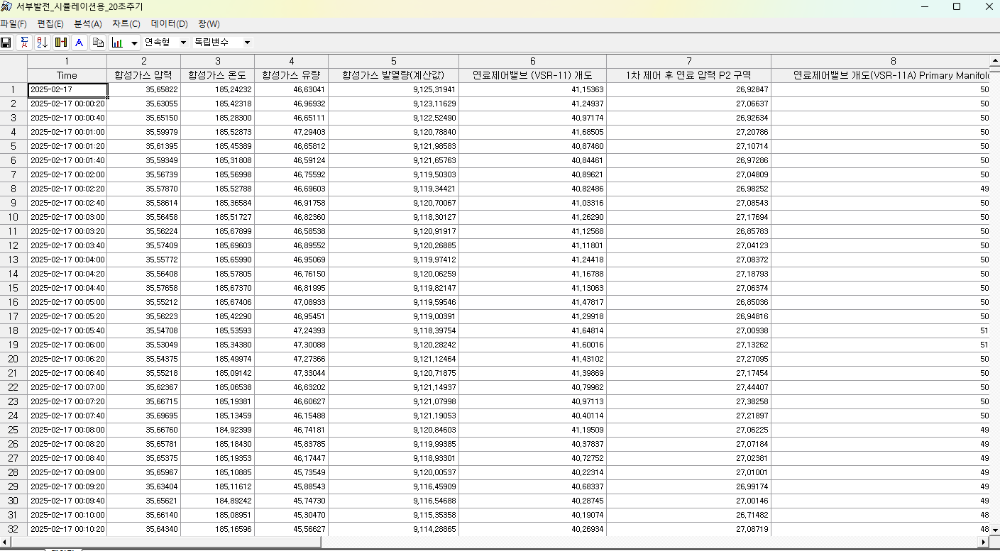 서부발전_시뮬레이션용_20초주기
파일(F) 편집(E) 분석(A) 차트(C) 데이터(D) 창(W)
연속형 독립변수
1 2 3 4 5 6 7 8
Time 합성가스 압력 합성가스 온도 합성가스 유량 합성가스 발열량(계산값) 연료제어밸브 (VSR-11) 개도 1차 제어 후 연료 압력 P2 구역 연료제어밸브 개도(VSR-11A) Primary Manifold
1 2025-02-17 35,65822 185,24232 46,63041 9,125,31941 41,15363 26,92847 50
2 2025-02-17 00:00:20 35,63055 185,42318 46,96932 9,123,11629 41,24937 27,06637 50
3 2025-02-17 00:00:40 35,65150 185,28300 46,65111 9,122,52490 40,97174 26,92634 50
4 2025-02-17 00:01:00 35,59979 185,52873 47,29403 9,120,78840 41,68505 27,20786 50
5 2025-02-17 00:01:20 35,61395 185,45389 46,65812 9,121,98583 40,87460 27,10714 50
6 2025-02-17 00:01:40 35,59349 185,31808 46,59124 9,121,65763 40,84461 26,97286 50
7 2025-02-17 00:02:00 35,56739 185,56998 46,75592 9,119,50303 40,89621 27,04809 50
8 2025-02-17 00:02:20 35,57870 185,52788 46,69603 9,119,34421 40,82486 26,98252 49
9 2025-02-17 00:02:40 35,58614 185,36584 46,91758 9,120,70067 41,03316 27,08543 50
10 2025-02-17 00:03:00 35,56458 185,51727 46,82360 9,118,30127 41,26290 27,17694 50
11 2025-02-17 00:03:20 35,56224 185,67899 46,58538 9,120,91917 41,12568 26,85783 50
12 2025-02-17 00:03:40 35,57409 185,69603 46,89552 9,120,26885 41,11801 27,04123 50
13 2025-02-17 00:04:00 35,55772 185,65990 46,95069 9,119,97412 41,24418 27,08372 50
14 2025-02-17 00:04:20 35,56408 185,57805 46,76150 9,120,06259 41,16788 27,18793 50
15 2025-02-17 00:04:40 35,57658 185,67370 46,81995 9,119,82147 41,13063 27,06374 50
16 2025-02-17 00:05:00 35,55212 185,67406 47,08933 9,119,59546 41,47817 26,85036 50
17 2025-02-17 00:05:20 35,56223 185,42290 46,95451 9,119,00391 41,29918 26,94816 50
18 2025-02-17 00:05:40 35,54708 185,53593 47,24393 9,118,39754 41,64814 27,00938 51
19 2025-02-17 00:06:00 35,53049 185,34380 47,30088 9,120,28242 41,60016 27,13262 51
20 2025-02-17 00:06:20 35,54375 185,49974 47,27366 9,121,12464 41,43102 27,27095 50
21 2025-02-17 00:06:40 35,55218 185,09142 47,33044 9,120,71875 41,39869 27,17454 50
22 2025-02-17 00:07:00 35,62367 185,06538 46,63202 9,121,14937 40,79962 27,44407 50
23 2025-02-17 00:07:20 35,66715 185,19381 46,60627 9,121,07998 40,97113 27,38258 50
24 2025-02-17 00:07:40 35,69695 185,13459 46,15488 9,121,19053 40,40114 27,21897 50
25 2025-02-17 00:08:00 35,66760 184,92399 46,74181 9,120,84603 41,19509 27,06225 49
26 2025-02-17 00:08:20 35,65781 185,18430 45,83785 9,119,99385 40,37837 27,07184 49
27 2025-02-17 00:08:40 35,65375 185,19353 46,17447 9,118,93301 40,72752 27,02381 49
28 2025-02-17 00:09:00 35,65967 185,10885 45,73549 9,120,00537 40,22314 27,01001 49
29 2025-02-17 00:09:20 35,63404 185,11612 45,88543 9,116,45909 40,68337 26,99174 49
30 2025-02-17 00:09:40 35,65621 184,89242 45,74730 9,116,54688 40,28745 27,00146 49
31 2025-02-17 00:10:00 35,66140 185,08951 45,30470 9,115,35358 40,19074 26,71482 48
32 2025-02-17 00:10:20 35,64340 185,16596 45,56627 9,114,28865 40,26934 27,08719 48